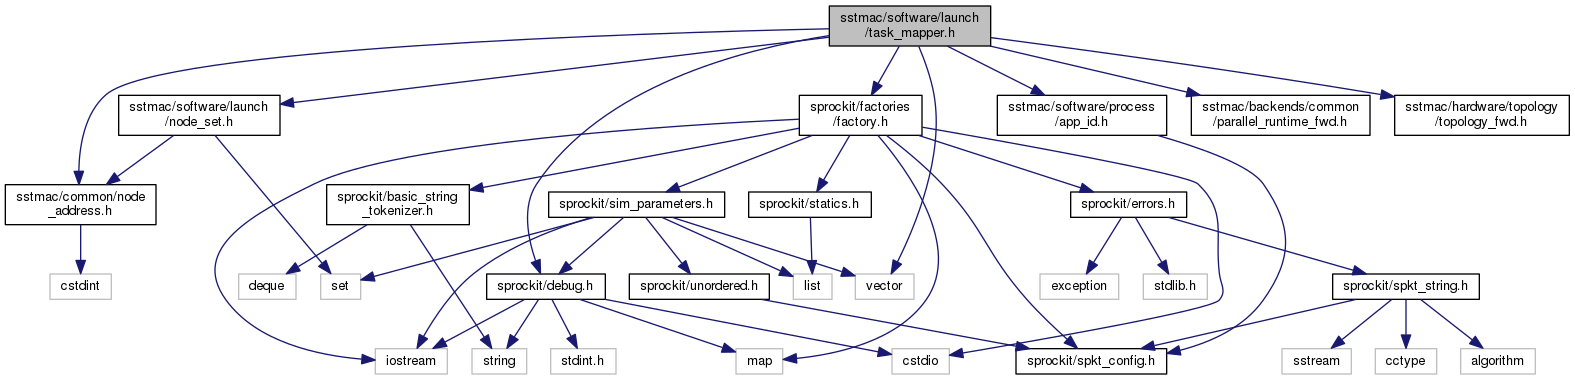 sstmac/software/launch
/task_mapper.h
sstmac/software/launch
/node_set.h
sprockit/factories
/factory.h
sstmac/software/process
/app_id.h
sstmac/backends/common
/parallel_runtime_fwd.h
sstmac/hardware/topology
/topology_fwd.h
sstmac/common/node
_address.h
sprockit/basic_string
_tokenizer.h
sprockit/sim_parameters.h
sprockit/statics.h
sprockit/errors.h
cstdint
deque
set
sprockit/debug.h
sprockit/unordered.h
list
vector
exception
stdlib.h
sprockit/spkt_string.h
iostream
string
stdint.h
map
cstdio
sprockit/spkt_config.h
sstream
cctype
algorithm